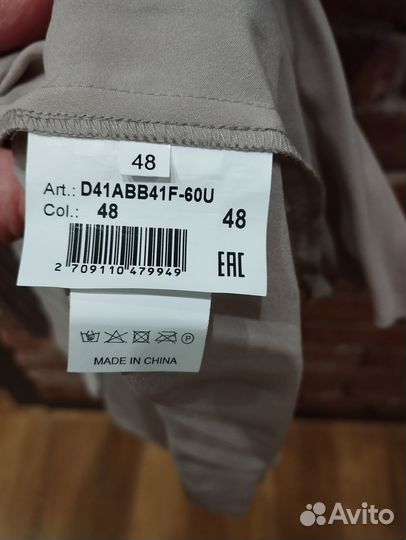 48
Art.: D41ABB41F-60U
Col.: 48 48
2 709110 479949 EAC
P
MADE IN CHINA
Avito